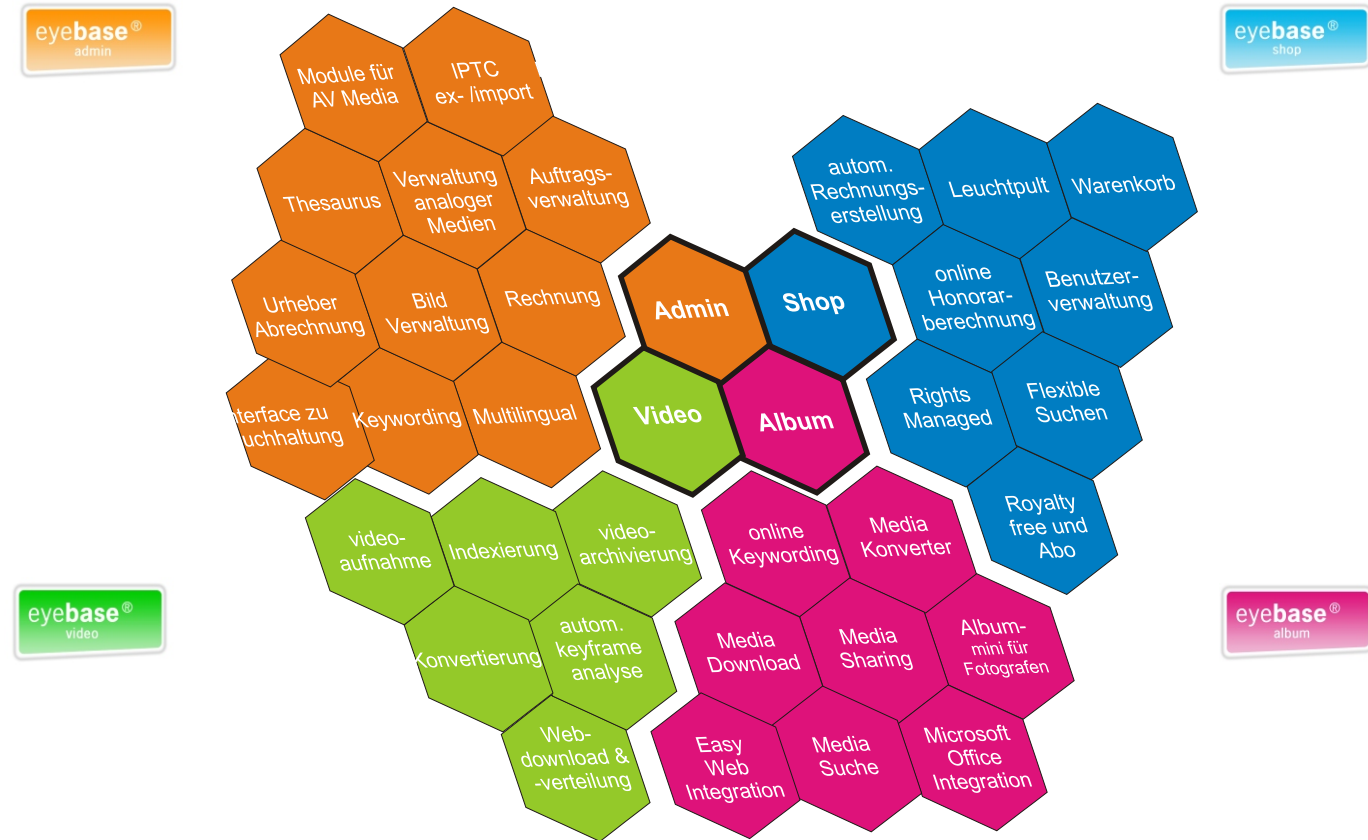 eyebase®
admin
eyebase®
shop
Module für
AV Media
IPTC
ex- /import
Thesaurus
Verwaltung
analoger
Medien
Auftrags-
verwaltung
Urheber
Abrechnung
Bild
Verwaltung
Rechnung
nterface zu
uchhaltung
Keywording
Multilingual
Admin
Shop
Video
Album
autom.
Rechnungs-
erstellung
Leuchtpult
Warenkorb
online
Honorar-
berechnung
Benutzer-
verwaltung
Rights
Managed
Flexible
Suchen
Royalty
free und
Abo
video-
aufnahme
Indexierung
video-
archivierung
Konvertierung
autom.
keyframe
analyse
Web-
download &
-verteilung
online
Keywording
Media
Konverter
Media
Download
Media
Sharing
Album-
mini für
Fotografen
Easy
Web
Integration
Media
Suche
Microsoft
Office
Integration
eyebase®
video
eyebase®
album